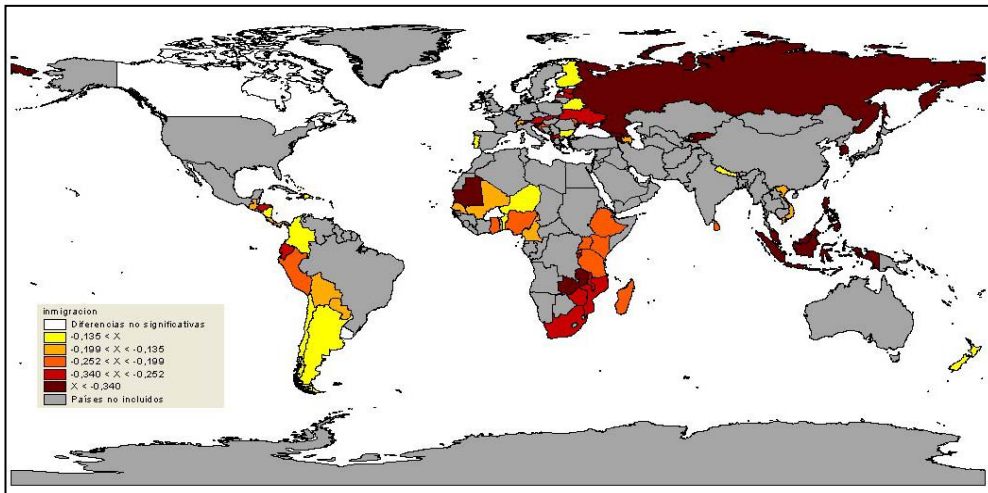 inmigracion
Diferencias no significativas
-0,135 < X
-0,199 < X < -0,135
-0,252 < X < -0,199
-0,340 < X < -0,252
X < -0,340
Países no incluidos